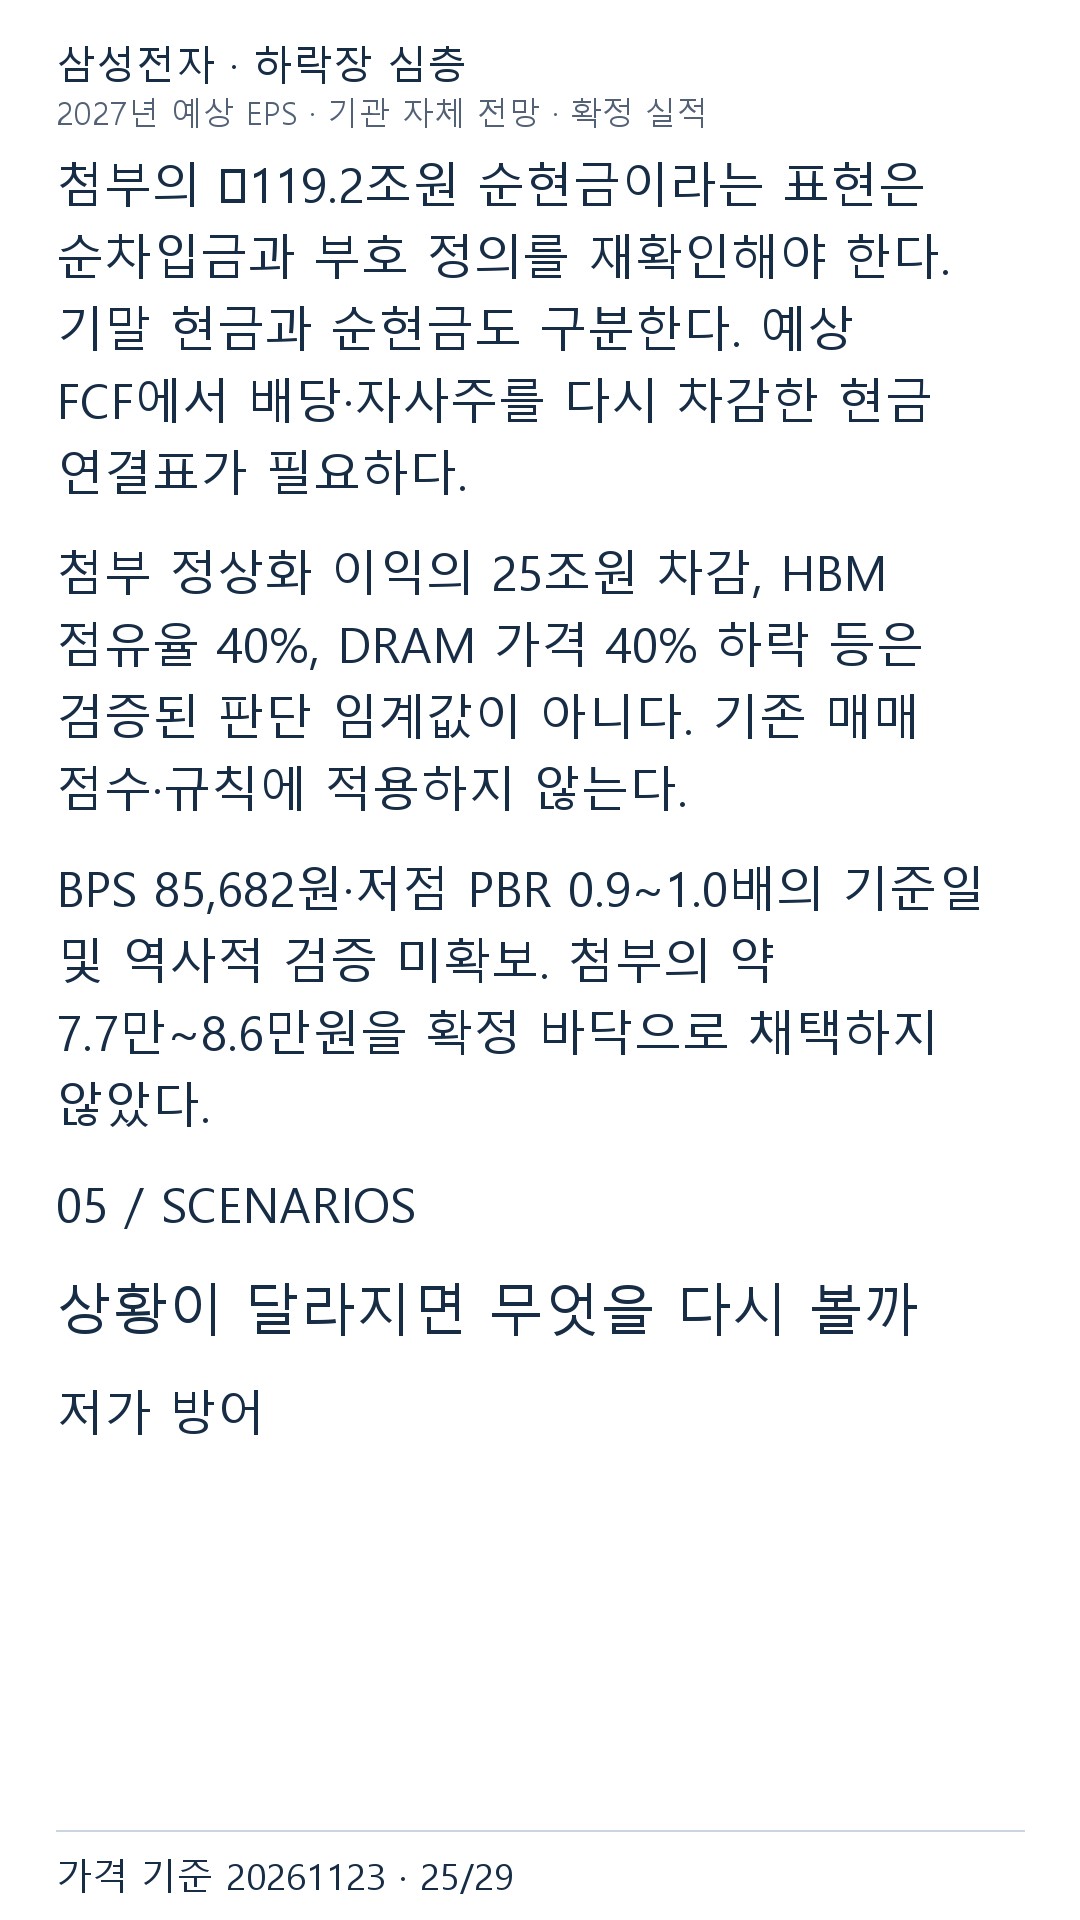 삼성전자 · 하락장 심층
2027년 예상 EPS · 기관 자체 전망 · 확정 실적
첨부의 □119.2조원 순현금이라는 표현은
순차입금과 부호 정의를 재확인해야 한다.
기말 현금과 순현금도 구분한다. 예상
FCF에서 배당·자사주를 다시 차감한 현금
연결표가 필요하다.
첨부 정상화 이익의 25조원 차감, HBM
점유율 40%, DRAM 가격 40% 하락 등은
검증된 판단 임계값이 아니다. 기존 매매
점수·규칙에 적용하지 않는다.
BPS 85,682원·저점 PBR 0.9~1.0배의 기준일
및 역사적 검증 미확보. 첨부의 약
7.7만~8.6만원을 확정 바닥으로 채택하지
않았다.
05 / SCENARIOS
상황이 달라지면 무엇을 다시 볼까
저가 방어
가격 기준 20261123 · 25/29